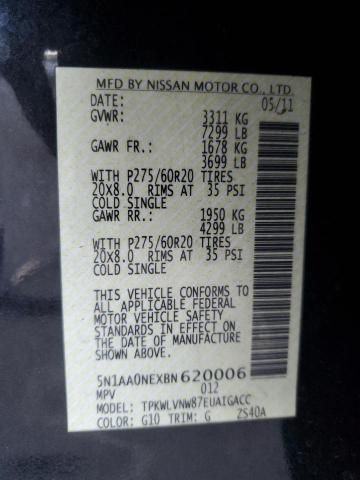 MFD BY NISSAN MOTOR CO., LTD.
DATE: 05/11
GVWR: 3311 KG
7299 LB
GAWR FR.: 1678 KG
3699 LB
WITH P275/60R20 TIRES
20X8.0 RIMS AT 35 PSI
COLD SINGLE
GAWR RR.: 1950 KG
4299 LB
WITH P275/60R20 TIRES
20X8.0 RIMS AT 35 PSI
COLD SINGLE
THIS VEHICLE CONFORMS TO
ALL APPLICABLE FEDERAL
MOTOR VEHICLE SAFETY
STANDARDS IN EFFECT ON
THE DATE OF MANUFACTURE
SHOWN ABOVE.
5N1AA0NEXBN620006
MPV 012
MODEL: TPKWLVNW87EUAIGACC
COLOR: G10 TRIM: G 2S40A